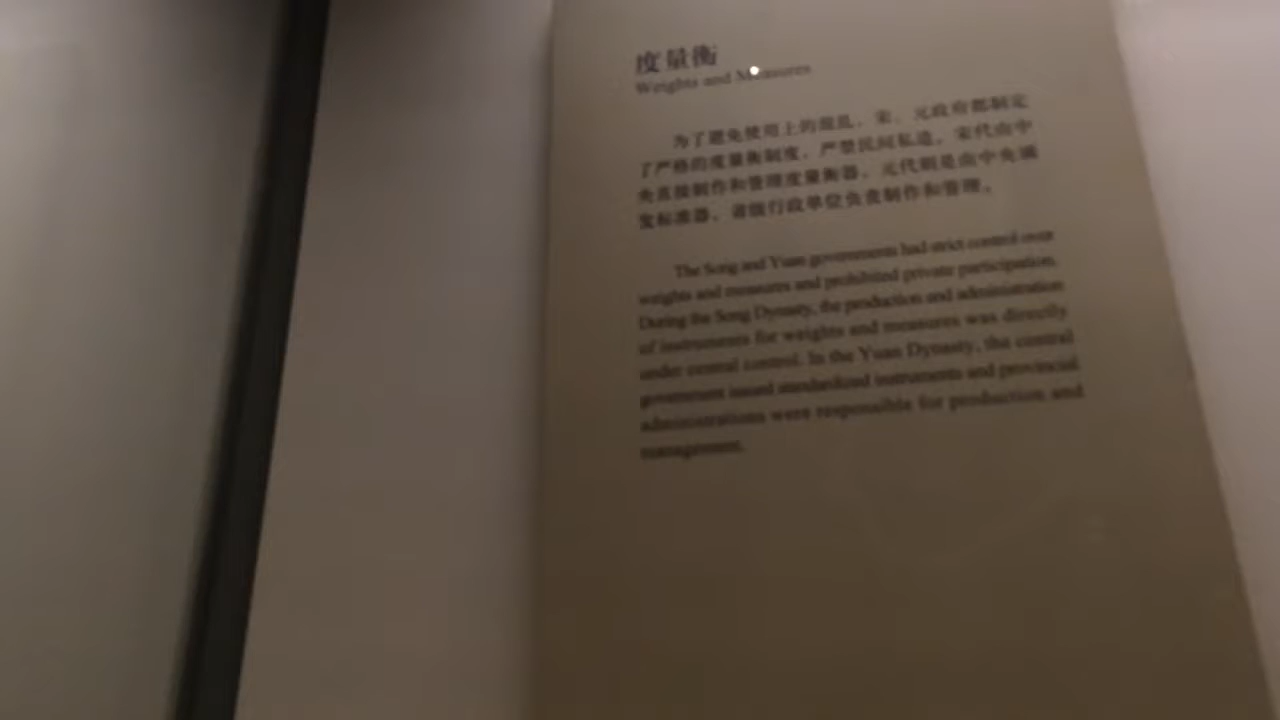 度量衡
Weights and Measures
为了避免使用上的混乱，宋、元政府都制定
了严格的度量衡制度，严禁民间私造。宋代由中
央直接制作和管理度量衡器，元代则是由中央颁
发标准器，省级行政单位负责制作和管理。
The Song and Yuan governments had strict control over
weights and measures and prohibited private participation.
During the Song Dynasty, the production and administration
of instruments for weights and measures was directly
under central control. In the Yuan Dynasty, the central
government issued standardized instruments and provincial
administrations were responsible for production and
management.